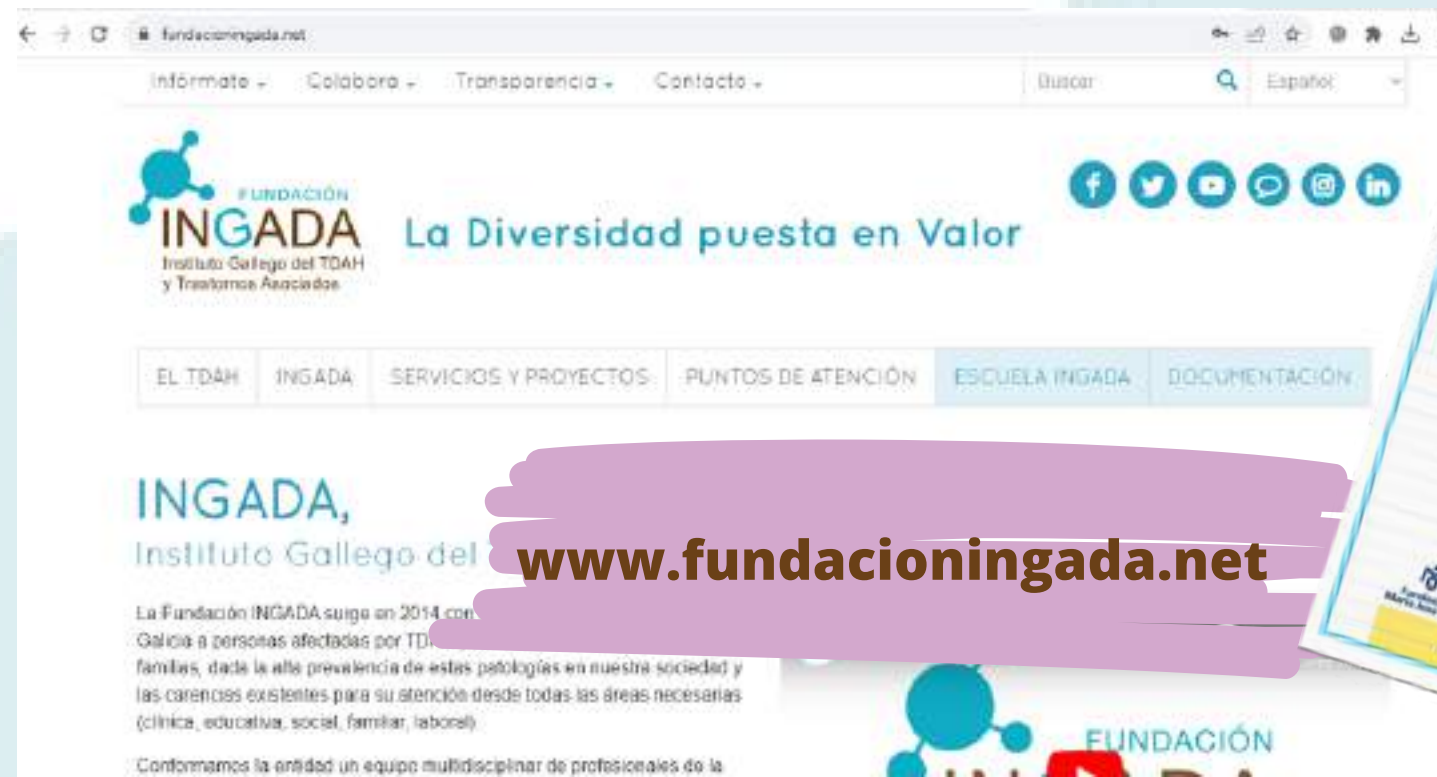 fundacioningada.net
Infórmate Colabora Transparencia Contacto Buscar Español
FUNDACIÓN
INGADA
Instituto Gallego del TDAH
y Trastornos Asociados
La Diversidad puesta en Valor
EL TDAH INGADA SERVICIOS Y PROYECTOS PUNTOS DE ATENCIÓN ESCUELA INGADA DOCUMENTACIÓN
INGADA,
Instituto Gallego del
www.fundacioningada.net
La Fundación INGADA surge en 2014 con
Galicia a personas afectadas por
familias, dada la alta prevalencia de estas patologías en nuestra sociedad y
las carencias existentes para su atención desde todas las áreas necesarias
(clínica, educativa, social, familiar, laboral)
Conformamos la entidad un equipo multidisciplinar de profesionales de la
FUNDACIÓN